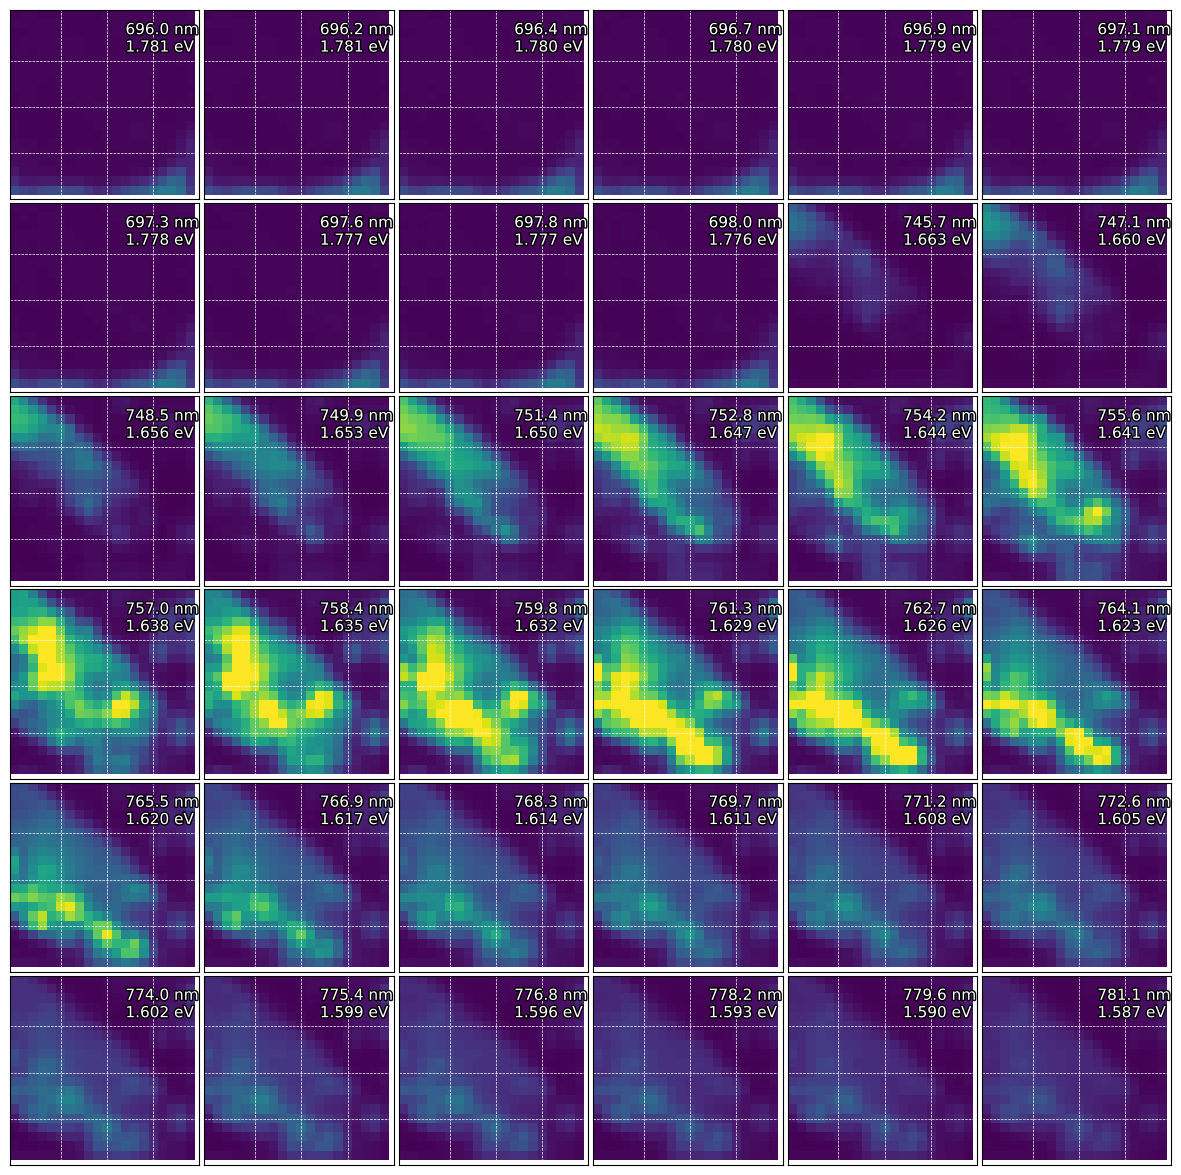 696.0 nm
1.781 eV
696.2 nm
1.781 eV
696.4 nm
1.780 eV
696.7 nm
1.780 eV
696.9 nm
1.779 eV
697.1 nm
1.779 eV
697.3 nm
1.778 eV
697.6 nm
1.777 eV
697.8 nm
1.777 eV
698.0 nm
1.776 eV
745.7 nm
1.663 eV
747.1 nm
1.660 eV
748.5 nm
1.656 eV
749.9 nm
1.653 eV
751.4 nm
1.650 eV
752.8 nm
1.647 eV
754.2 nm
1.644 eV
755.6 nm
1.641 eV
757.0 nm
1.638 eV
758.4 nm
1.635 eV
759.8 nm
1.632 eV
761.3 nm
1.629 eV
762.7 nm
1.626 eV
764.1 nm
1.623 eV
765.5 nm
1.620 eV
766.9 nm
1.617 eV
768.3 nm
1.614 eV
769.7 nm
1.611 eV
771.2 nm
1.608 eV
772.6 nm
1.605 eV
774.0 nm
1.602 eV
775.4 nm
1.599 eV
776.8 nm
1.596 eV
778.2 nm
1.593 eV
779.6 nm
1.590 eV
781.1 nm
1.587 eV